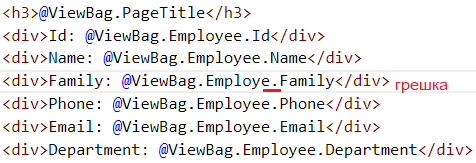 <h3>@ViewBag.PageTitle</h3>
<div>Id: @ViewBag.Employee.Id</div>
<div>Name: @ViewBag.Employee.Name</div>
<div>Family: @ViewBag.Employe.Family</div> грешка
<div>Phone: @ViewBag.Employee.Phone</div>
<div>Email: @ViewBag.Employee.Email</div>
<div>Department: @ViewBag.Employee.Department</div>